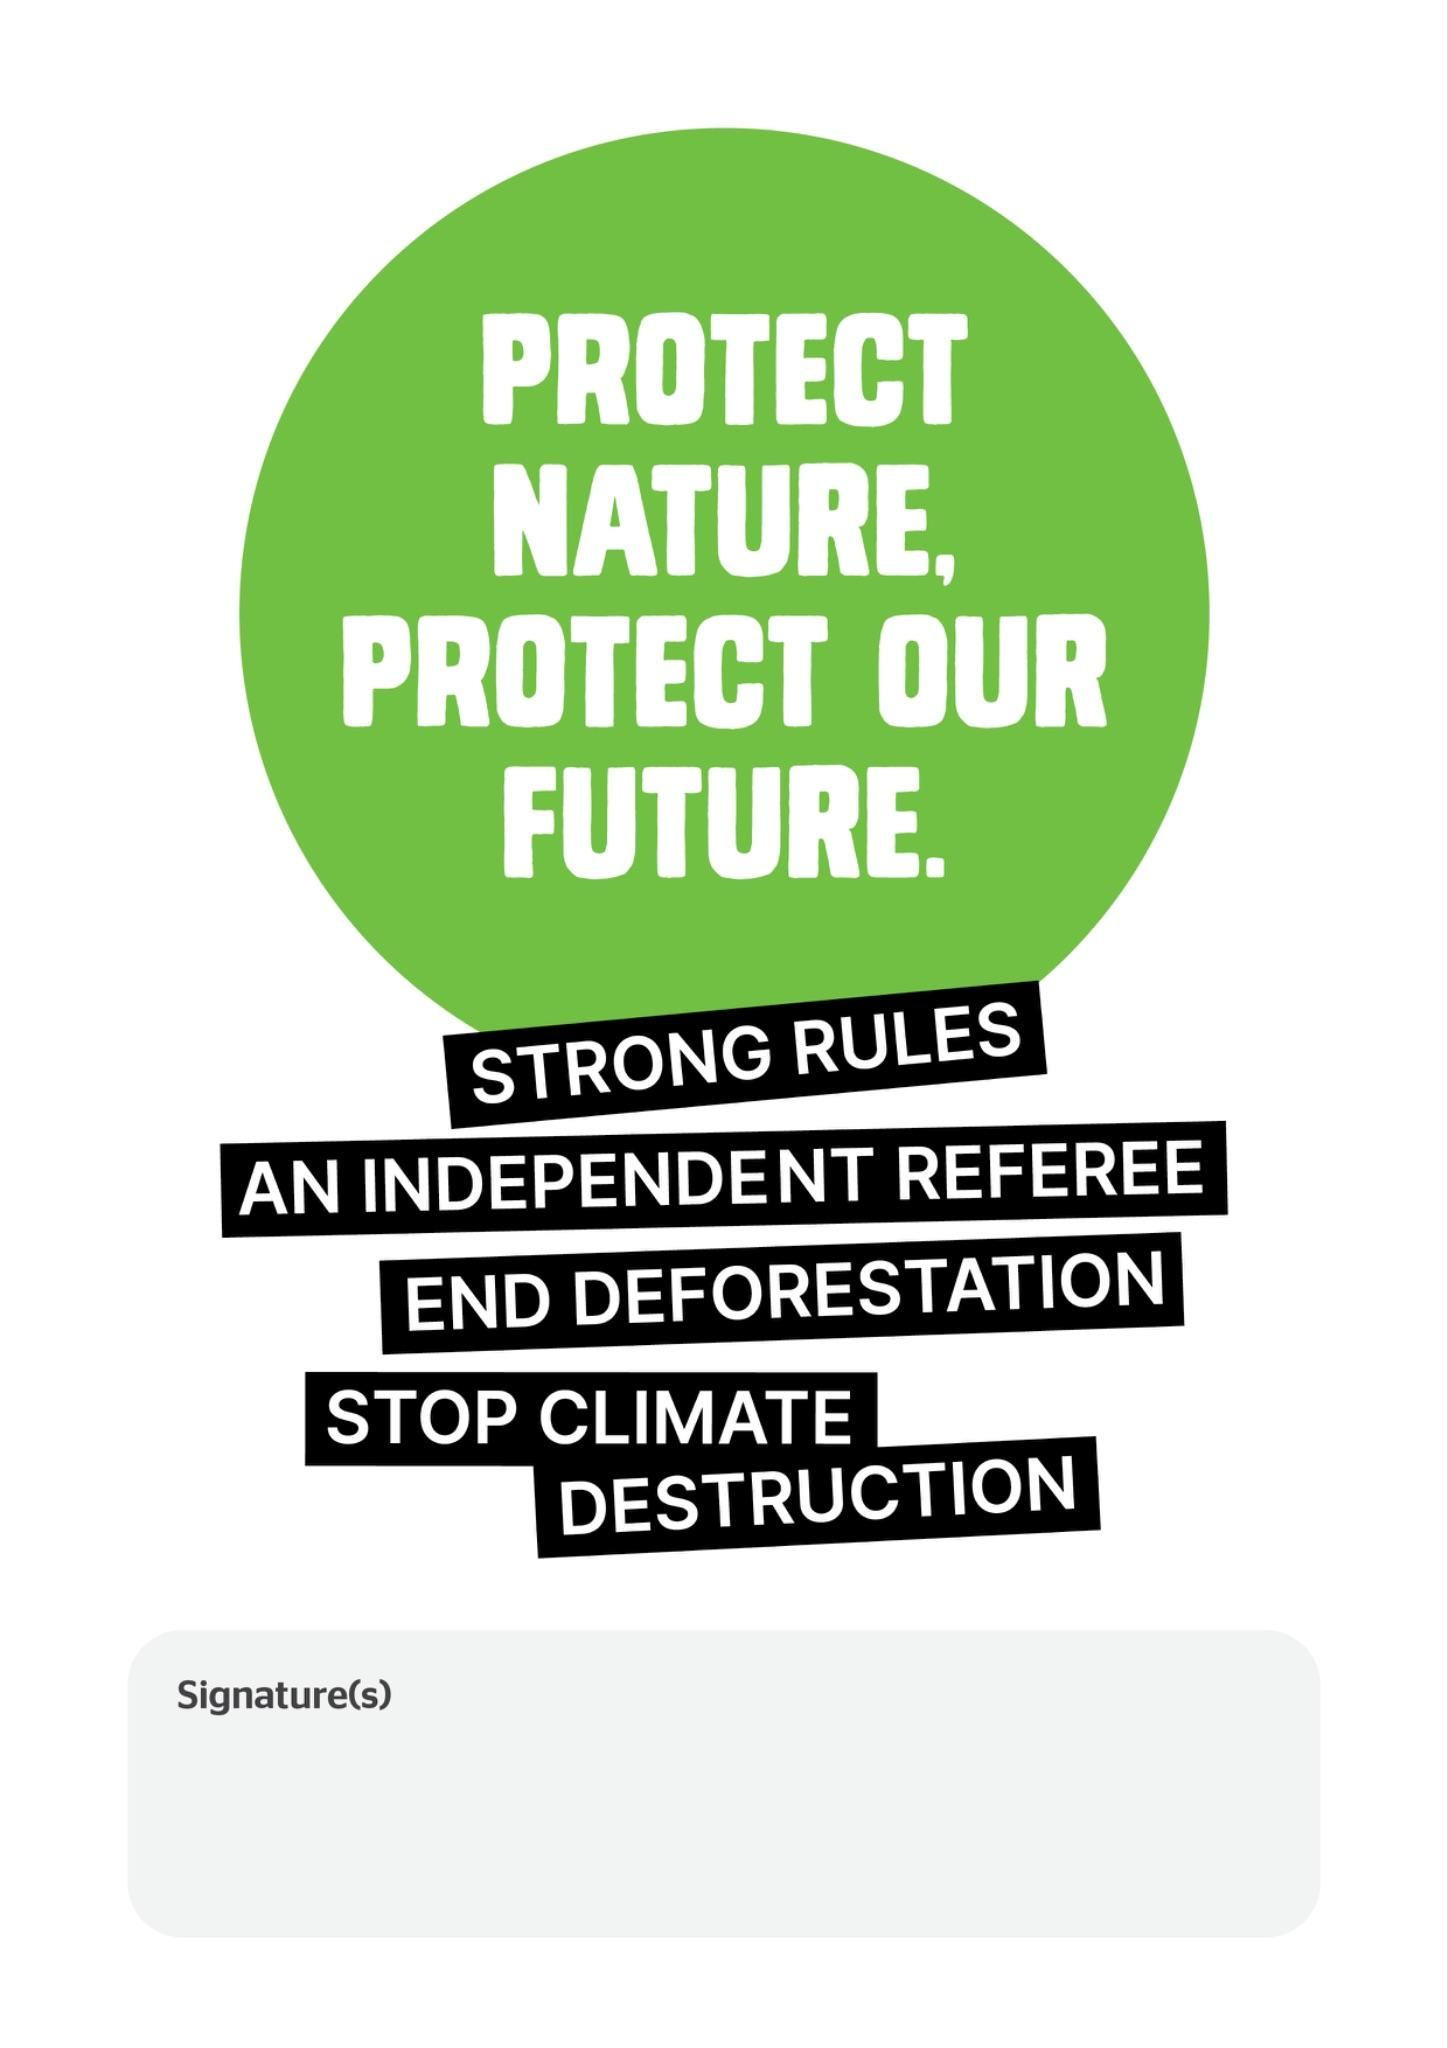 PROTECT
NATURE,
PROTECT OUR
FUTURE.
STRONG RULES
AN INDEPENDENT REFEREE
END DEFORESTATION
STOP CLIMATE
DESTRUCTION
Signature(s)